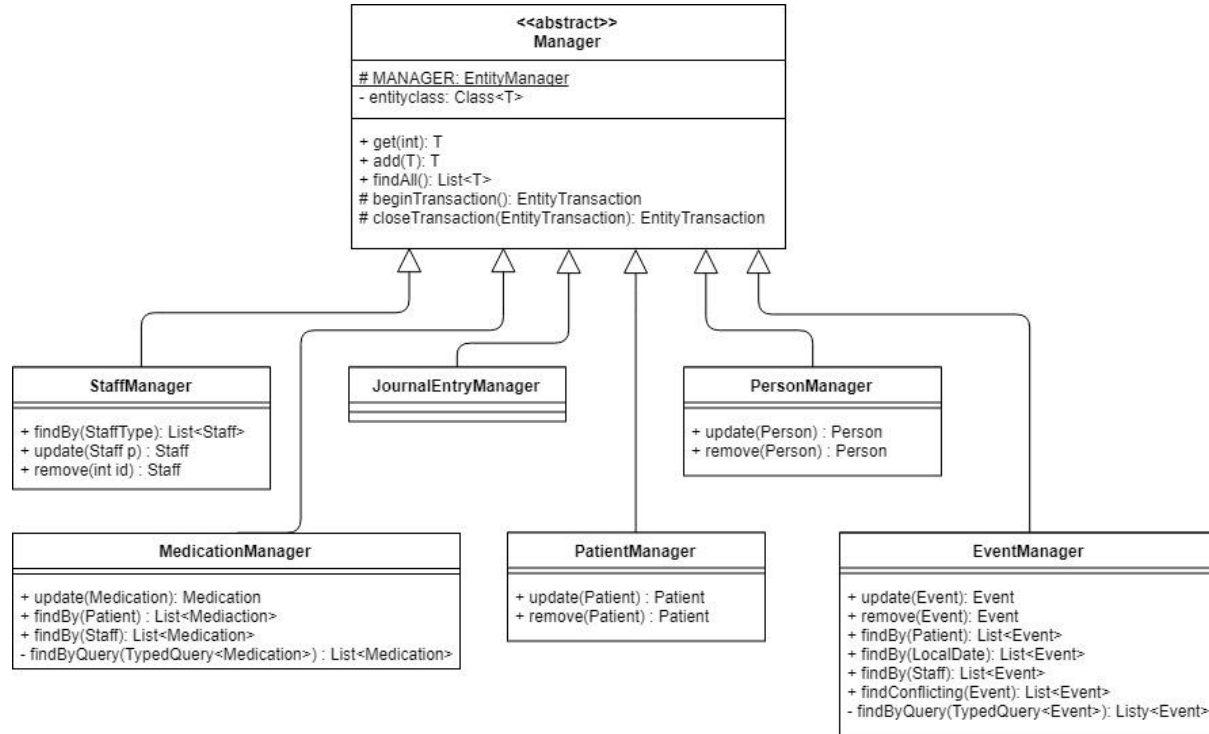 <<abstract>>
Manager
# MANAGER: EntityManager
- entityclass: Class<T>
+ get(int): T
+ add(T): T
+ findAll(): List<T>
# beginTransaction(): EntityTransaction
# closeTransaction(EntityTransaction): EntityTransaction
StaffManager
+ findBy(StaffType): List<Staff>
+ update(Staff p) : Staff
+ remove(int id) : Staff
JournalEntryManager
PersonManager
+ update(Person) : Person
+ remove(Person) : Person
MedicationManager
+ update(Medication): Medication
+ findBy(Patient) : List<Mediaction>
+ findBy(Staff): List<Medication>
- findByQuery(TypedQuery<Medication>) : List<Medication>
PatientManager
+ update(Patient) : Patient
+ remove(Patient) : Patient
EventManager
+ update(Event): Event
+ remove(Event): Event
+ findBy(Patient): List<Event>
+ findBy(LocalDate): List<Event>
+ findBy(Staff): List<Event>
+ findConflicting(Event): List<Event>
- findByQuery(TypedQuery<Event>): Listy<Event>